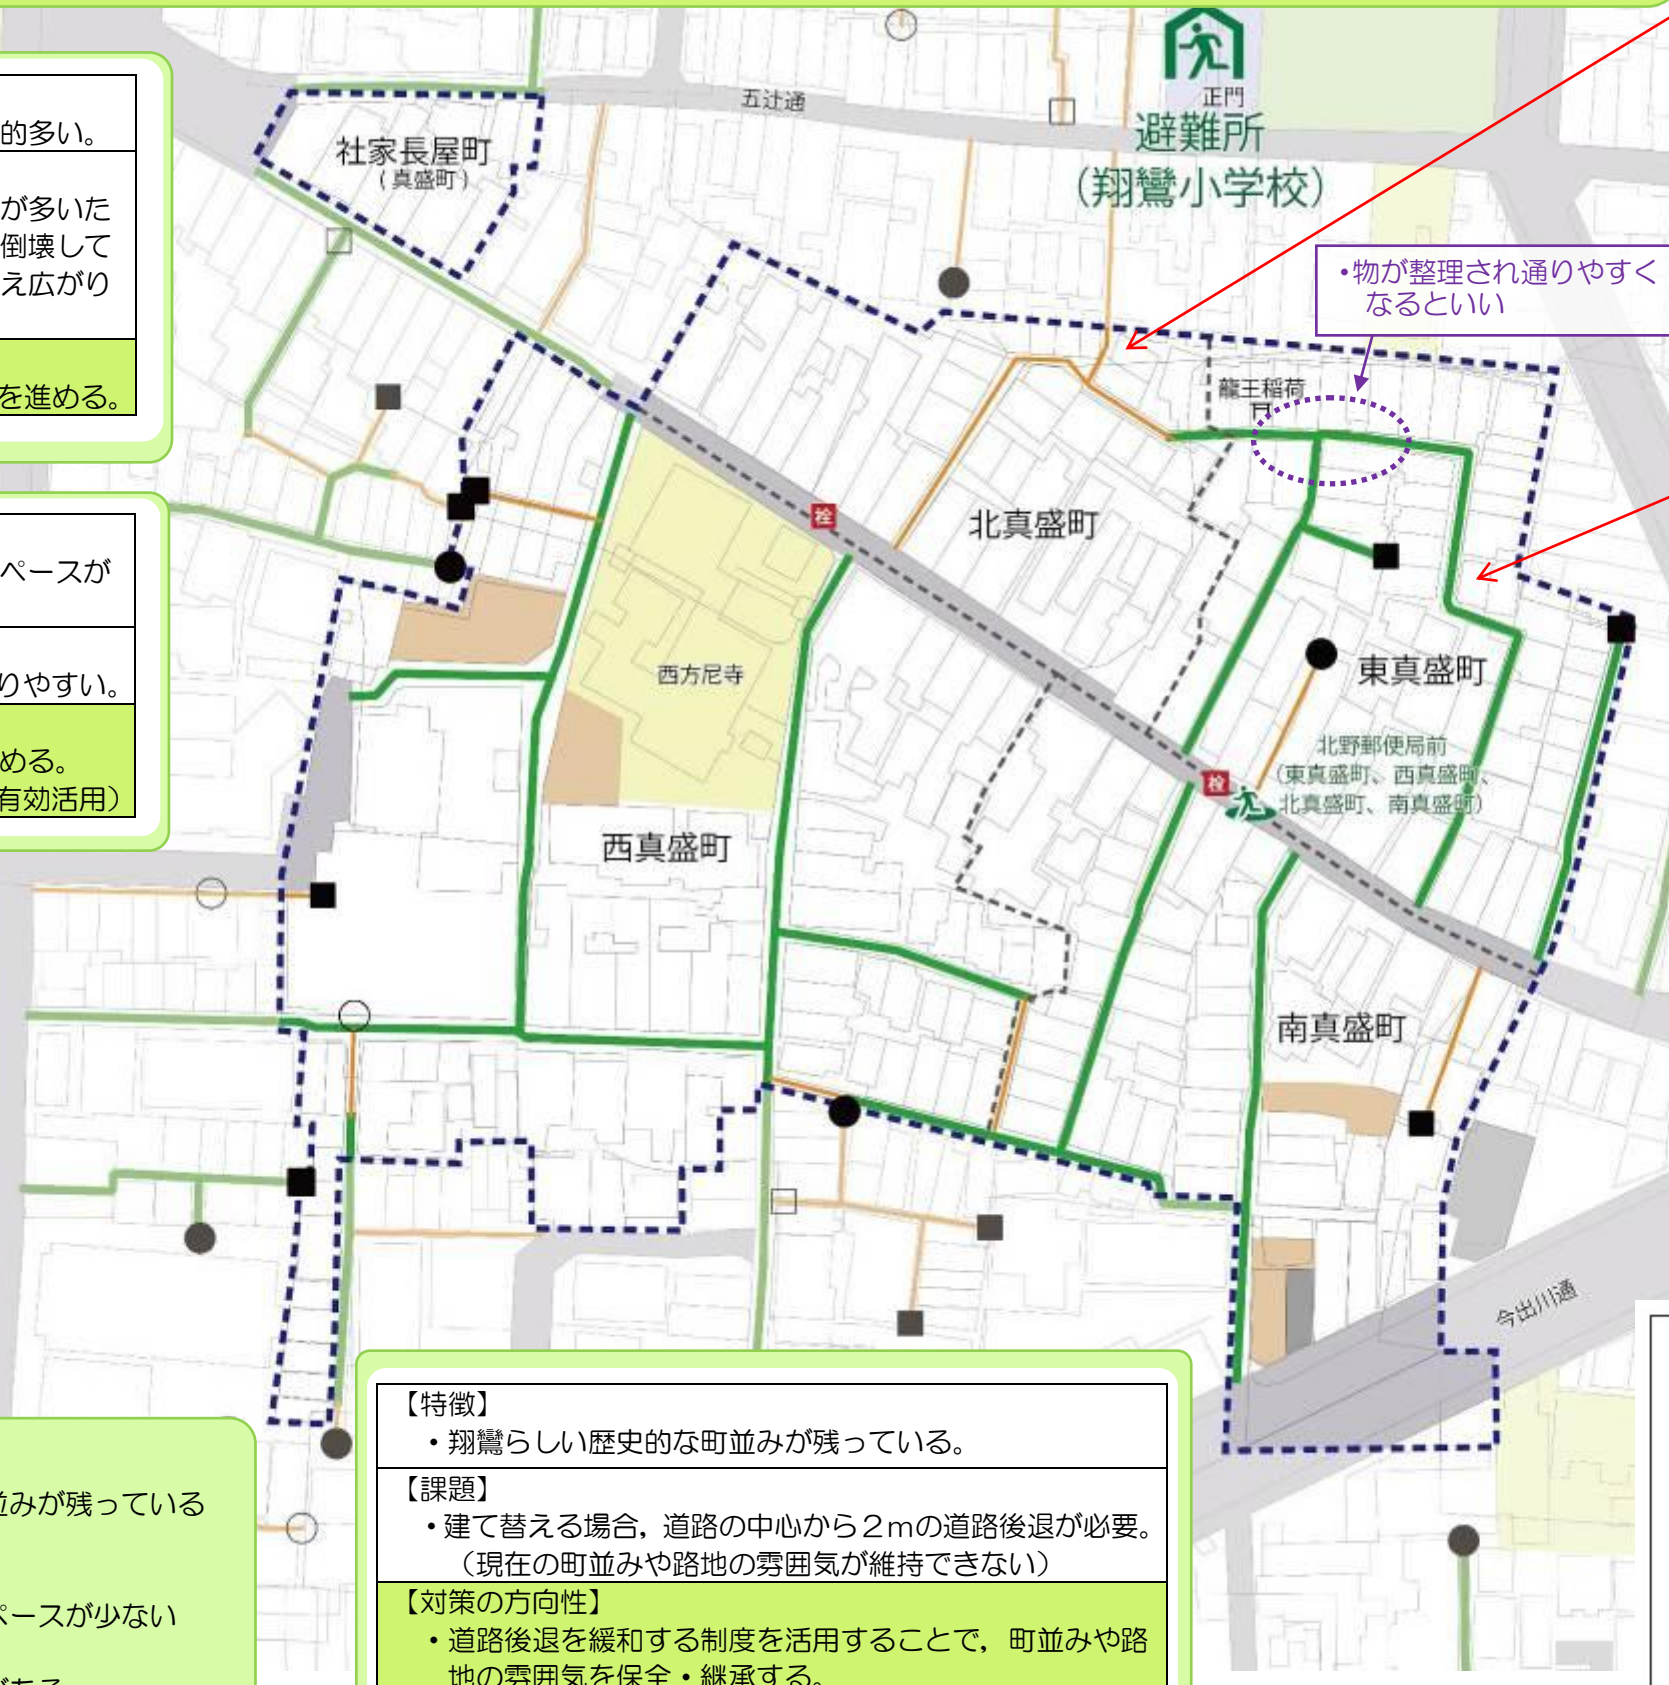 的多い。
が多いた
倒壊して
え広がり
を進める。
ペースが
りやすい。
める。
有効活用）
正門
避難所
（翔鸞小学校）
五辻通
社家長屋町
（真盛町）
・物が整理され通りやすく
なるといい
龍王稲荷
北真盛町
栓
西方尼寺
東真盛町
北野郵便局前
（東真盛町、西真盛町、
北真盛町、南真盛町）
栓
西真盛町
南真盛町
今出川通
並みが残っている
ペースが少ない
がある
【特徴】
・翔鸞らしい歴史的な町並みが残っている。
【課題】
・建て替える場合，道路の中心から２ｍの道路後退が必要。
（現在の町並みや路地の雰囲気が維持できない）
【対策の方向性】
・道路後退を緩和する制度を活用することで，町並みや路
地の雰囲気を保全・継承する。